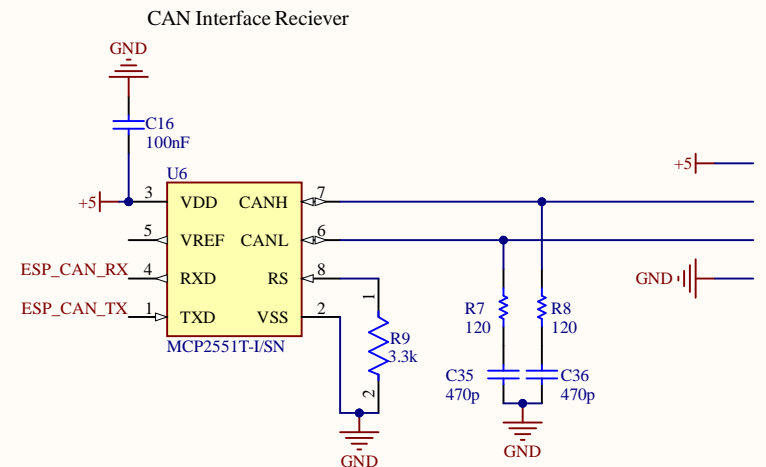 CAN Interface Reciever
GND
C16
100nF
U6
+5
3
VDD
CANH
7
5
VREF
CANL
6
ESP_CAN_RX
4
RXD
RS
8
ESP_CAN_TX
1
TXD
VSS
2
MCP2551T-I/SN
1
R9
3.3k
2
GND
+5
GND
R7
120
R8
120
C35
470p
C36
470p
GND